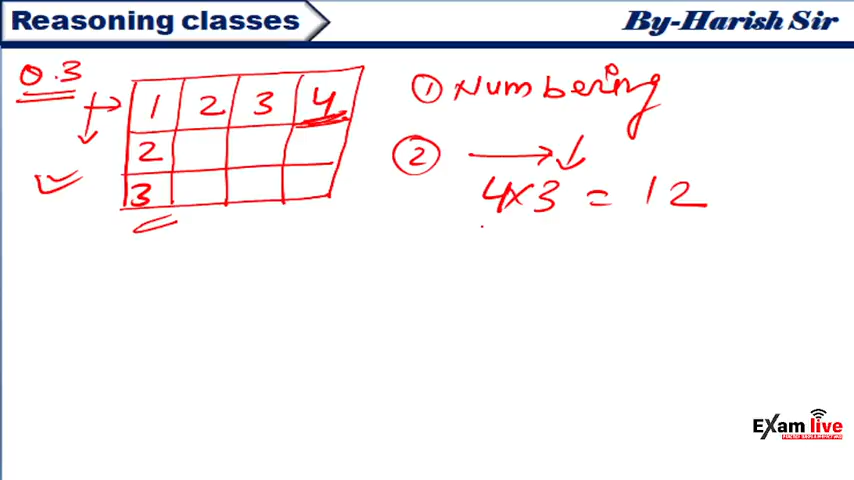 Reasoning classes
By-Harish Sir
Q.3
1 2 3 4
2
3
① Numbering
②
4×3 = 12
EXam live